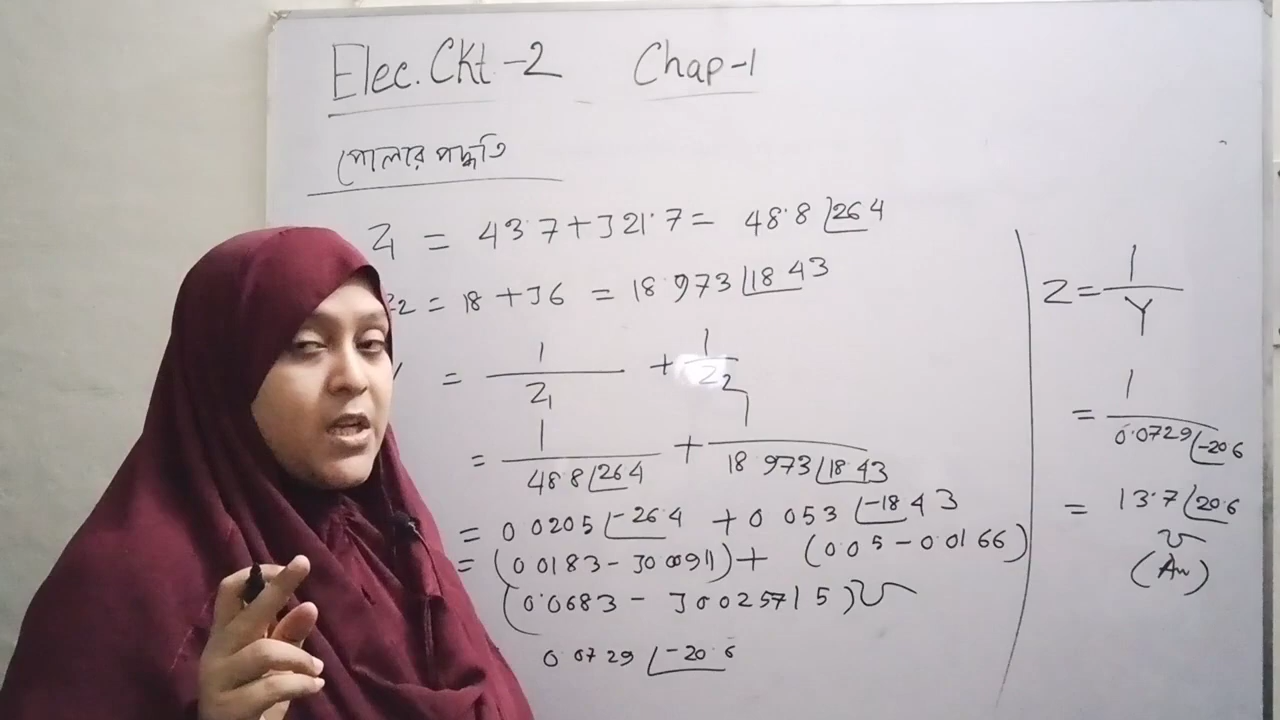 Elec. Ckt-2 Chap-1
পোলার পদ্ধতি
Z1 = 43.7 + J21.7 = 48.8 ∠26.4
2 = 18 + J6 = 18.973 ∠18.43
= 1/Z1 + 1/Z2
= 1/48.8 ∠26.4 + 1/18.973 ∠18.43
= 0.0205 ∠-26.4 + 0.053 ∠-18.43
= (0.0183 - J0.0091) + (0.05 - 0.0166)
(0.0683 - J0.025715) ℧
0.0729 ∠-20.6
Z = 1/Y
= 1/0.0729 ∠-20.6
= 13.7 ∠20.6
(Ans)